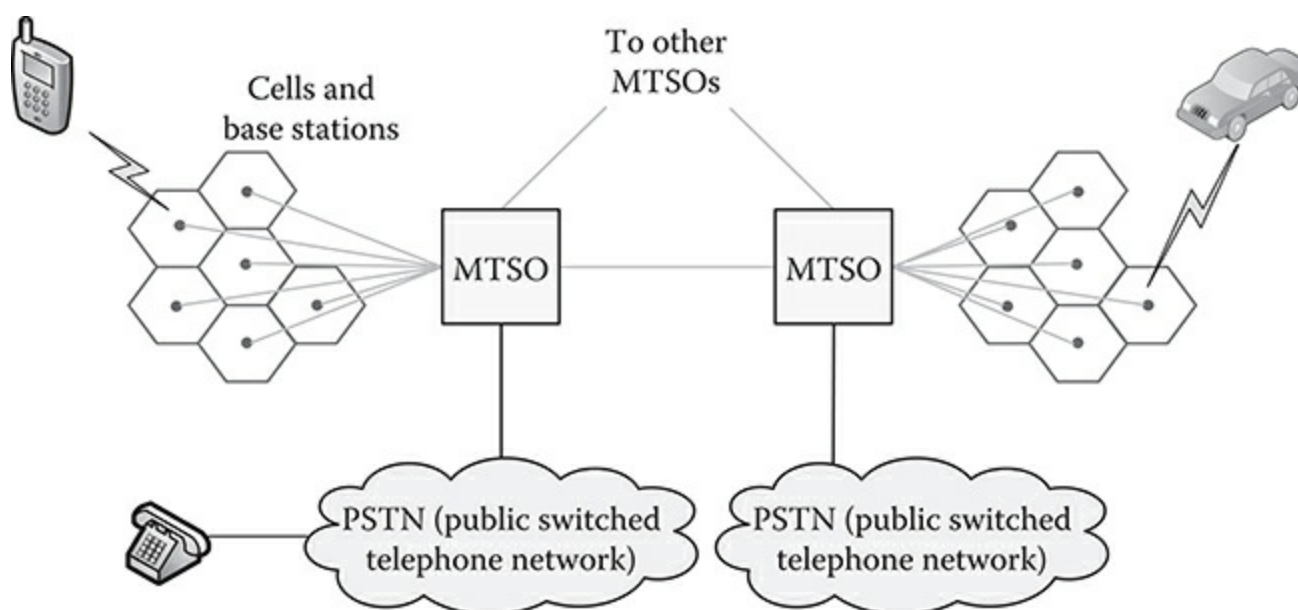 To other
MTSOs
Cells and
base stations
MTSO
MTSO
PSTN (public switched
telephone network)
PSTN (public switched
telephone network)